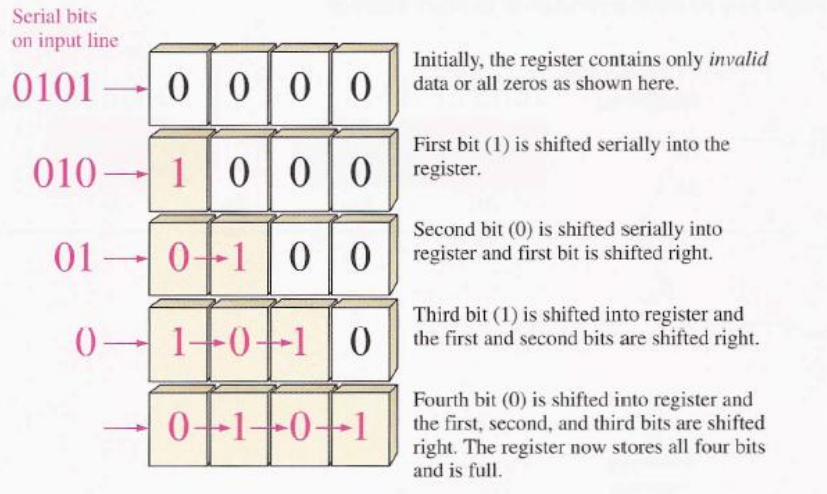 Serial bits
on input line
0101 0 0 0 0
Initially, the register contains only invalid
data or all zeros as shown here.
010 1 0 0 0
First bit (1) is shifted serially into the
register.
01 0 1 0 0
Second bit (0) is shifted serially into
register and first bit is shifted right.
0 1 0 1 0
Third bit (1) is shifted into register and
the first and second bits are shifted right.
0 1 0 1
Fourth bit (0) is shifted into register and
the first, second, and third bits are shifted
right. The register now stores all four bits
and is full.